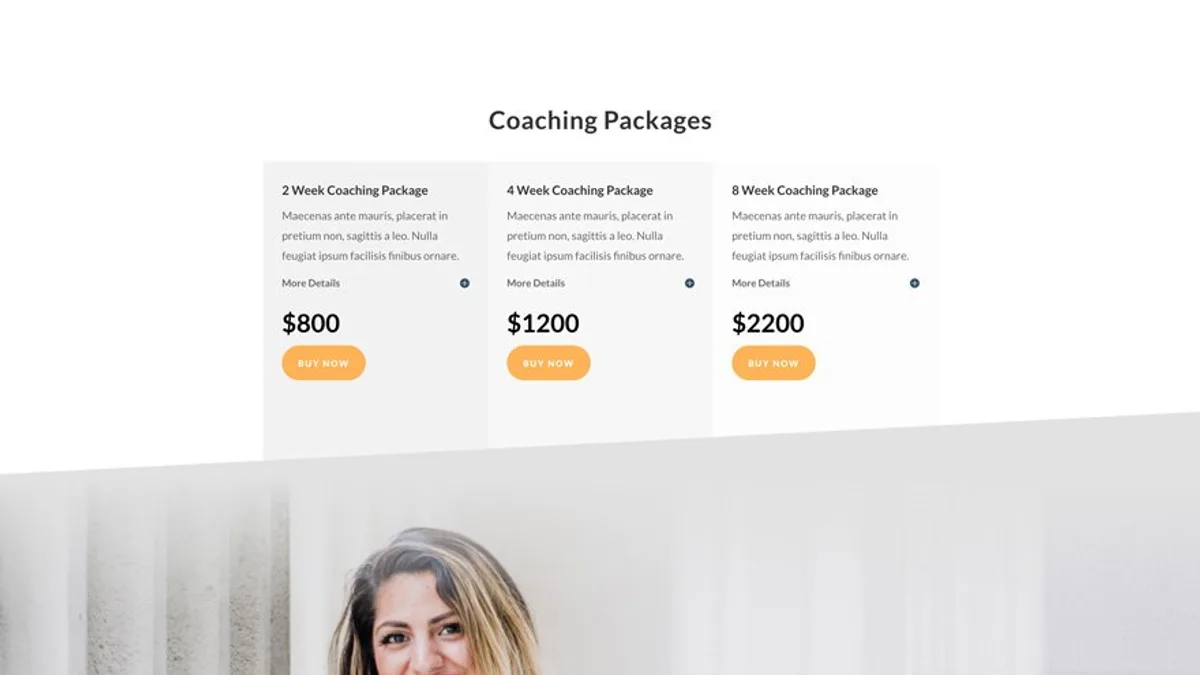 Coaching Packages
2 Week Coaching Package
Maecenas ante mauris, placerat in
pretium non, sagittis a leo. Nulla
feugiat ipsum facilisis finibus ornare.
More Details
$800
BUY NOW
4 Week Coaching Package
Maecenas ante mauris, placerat in
pretium non, sagittis a leo. Nulla
feugiat ipsum facilisis finibus ornare.
More Details
$1200
BUY NOW
8 Week Coaching Package
Maecenas ante mauris, placerat in
pretium non, sagittis a leo. Nulla
feugiat ipsum facilisis finibus ornare.
More Details
$2200
BUY NOW